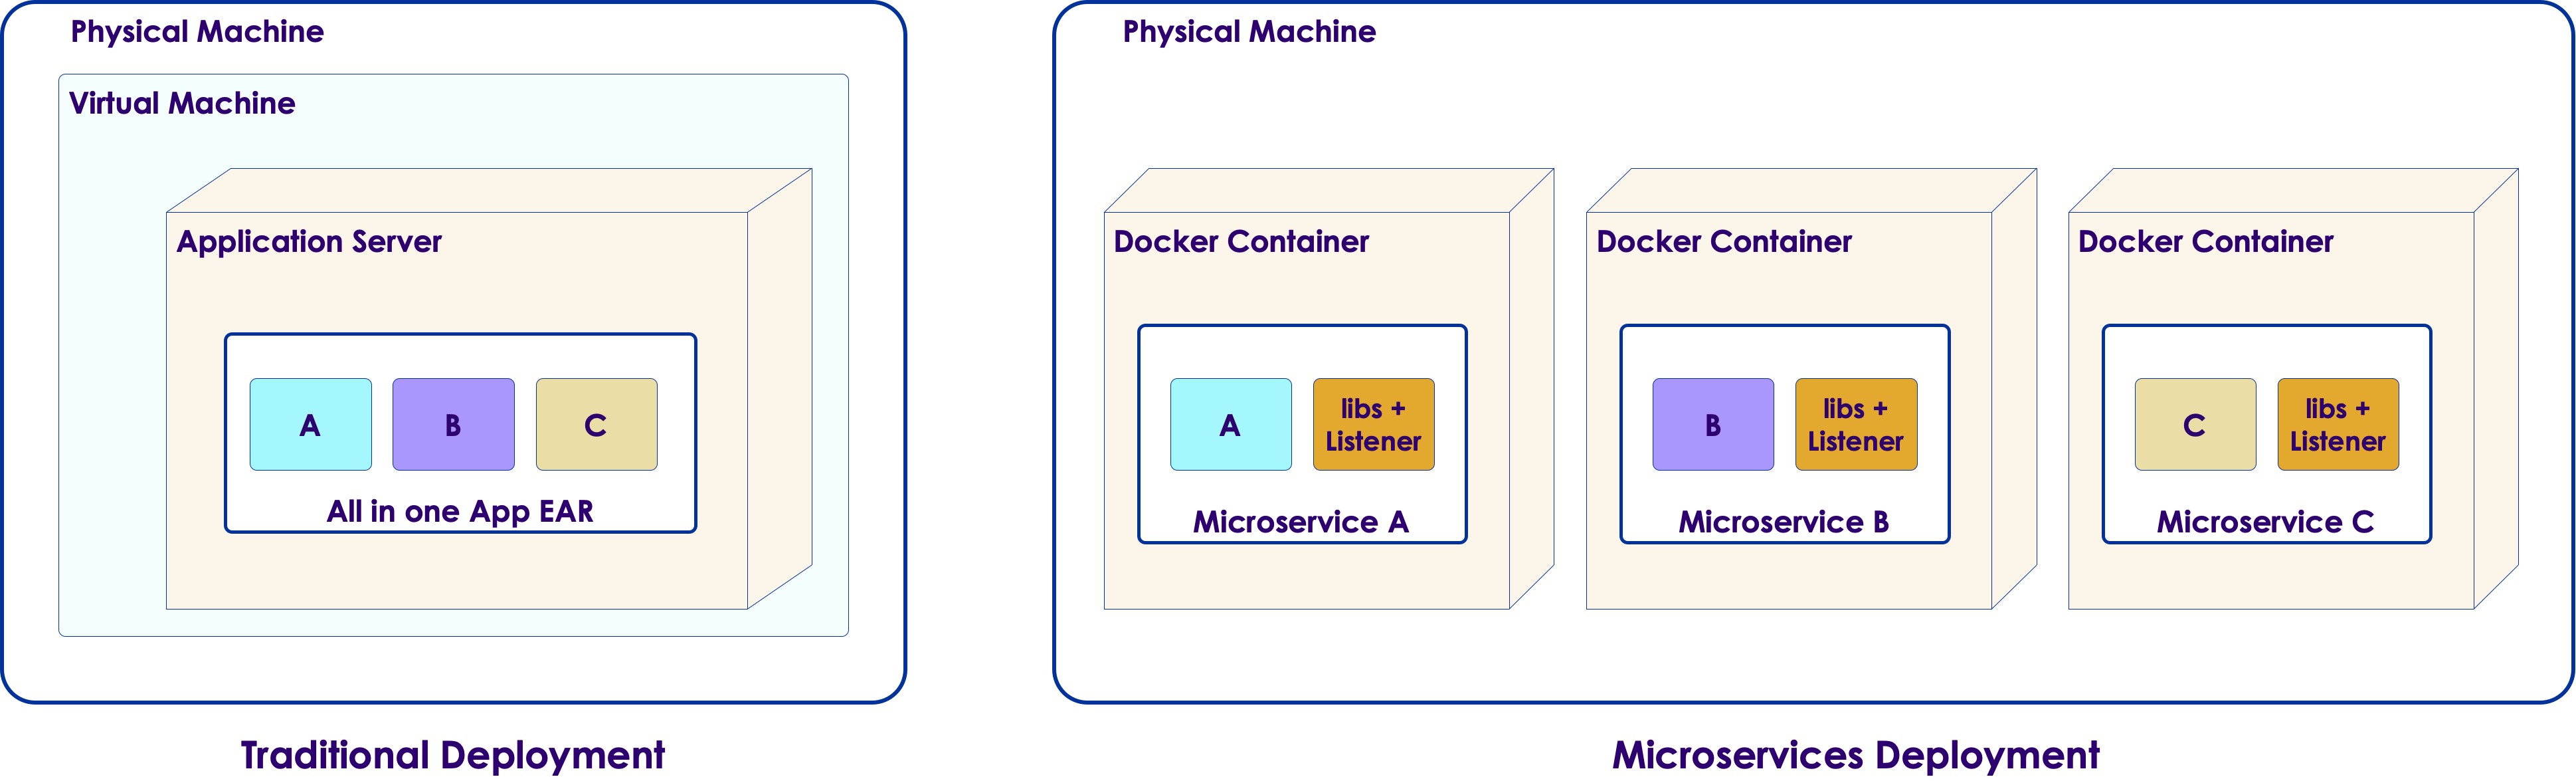 Physical Machine
Virtual Machine
Application Server
A
B
C
All in one App EAR
Traditional Deployment
Physical Machine
Docker Container
A
libs +
Listener
Microservice A
Docker Container
B
libs +
Listener
Microservice B
Docker Container
C
libs +
Listener
Microservice C
Microservices Deployment